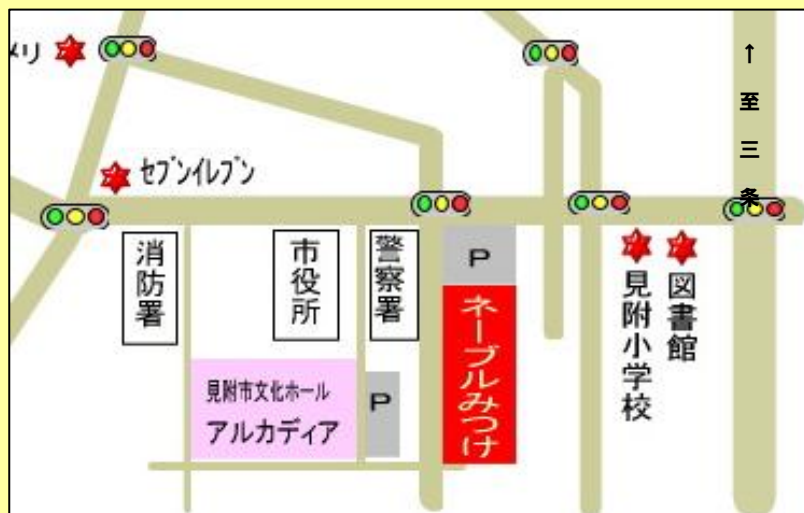 メリ
↑至三条
セブンイレブン
消防署
市役所
警察署
P
ネーブルみつけ
見附小学校
図書館
見附市文化ホール
アルカディア
P